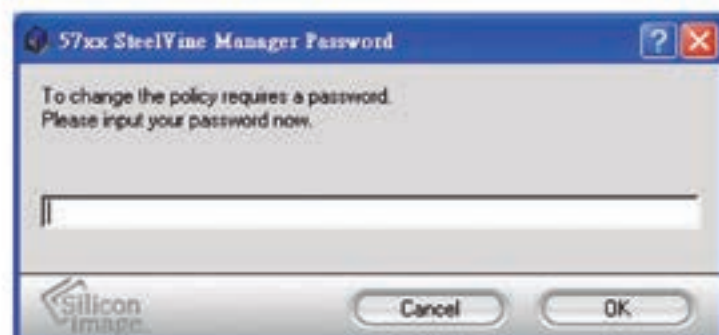 57xx SteelVine Manager Password
?
To change the policy requires a password.
Please input your password now.
Silicon
Image
Cancel
OK